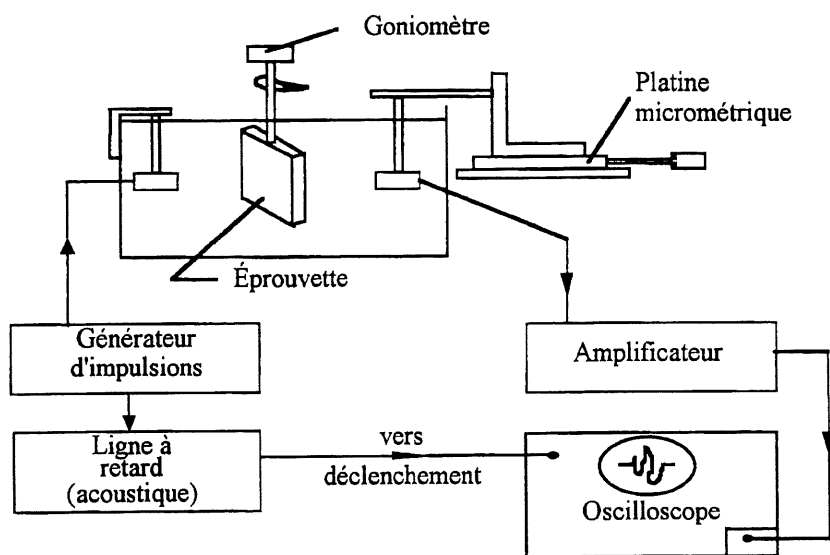 Goniomètre
Platine
micrométrique
Éprouvette
Générateur
d'impulsions
Amplificateur
Ligne à
retard
(acoustique)
vers
déclenchement
Oscilloscope